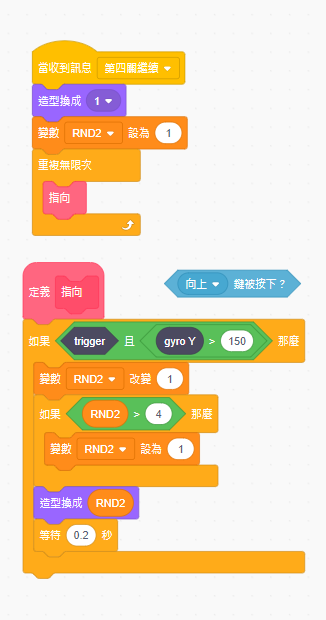 當收到訊息 第四關繼續
造型換成 1
變數 RND2 設為 1
重複無限次
指向
定義 指向
向上 鍵被按下？
如果 trigger 且 gyro Y > 150 那麼
變數 RND2 改變 1
如果 RND2 > 4 那麼
變數 RND2 設為 1
造型換成 RND2
等待 0.2 秒